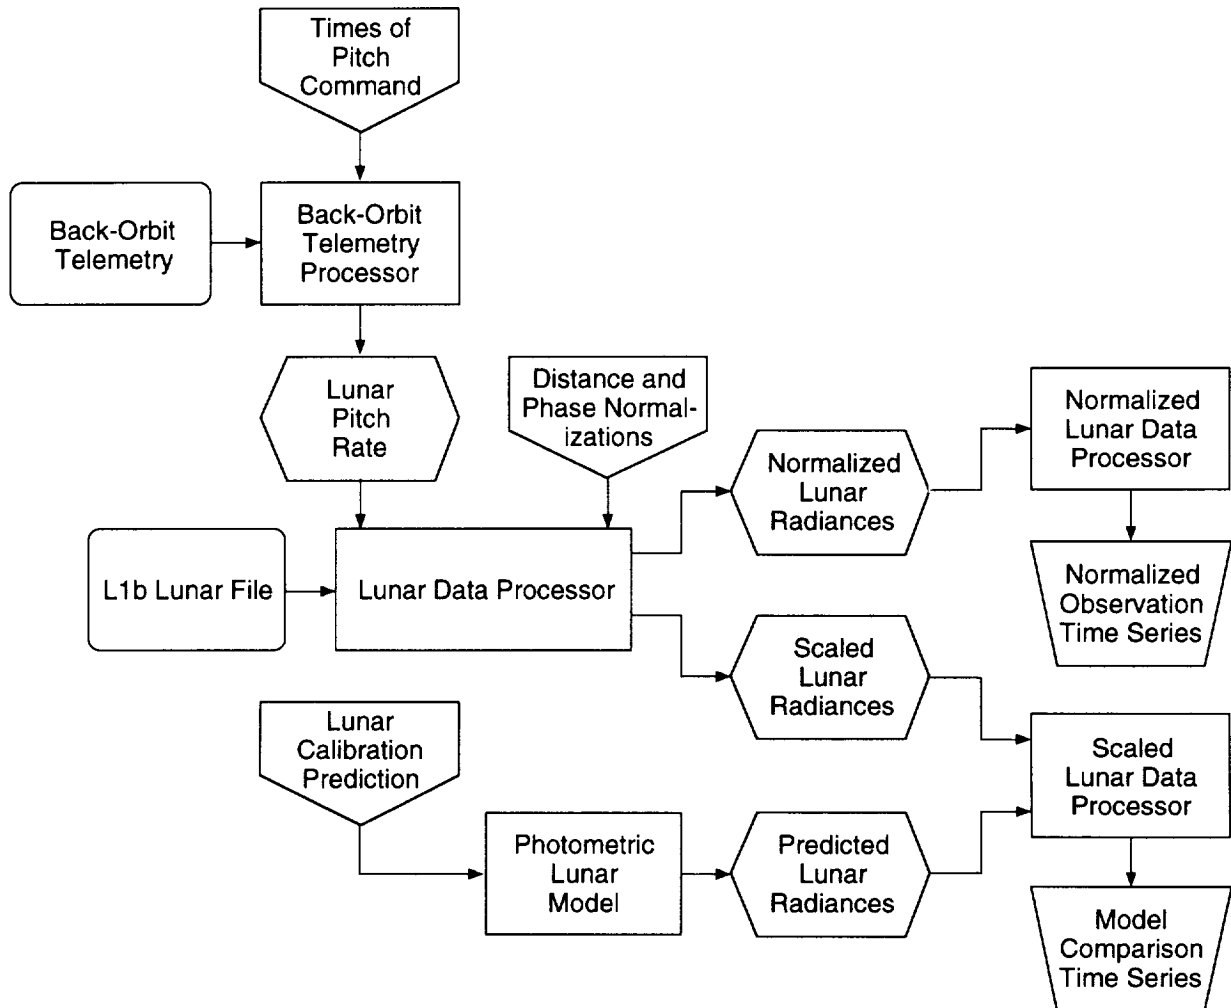 Times of
Pitch
Command
Back-Orbit
Telemetry
Back-Orbit
Telemetry
Processor
Lunar
Pitch
Rate
Distance and
Phase Normal-
izations
Normalized
Lunar
Radiances
Normalized
Lunar Data
Processor
L1b Lunar File
Lunar Data Processor
Normalized
Observation
Time Series
Scaled
Lunar
Radiances
Lunar
Calibration
Prediction
Scaled
Lunar Data
Processor
Photometric
Lunar
Model
Predicted
Lunar
Radiances
Model
Comparison
Time Series